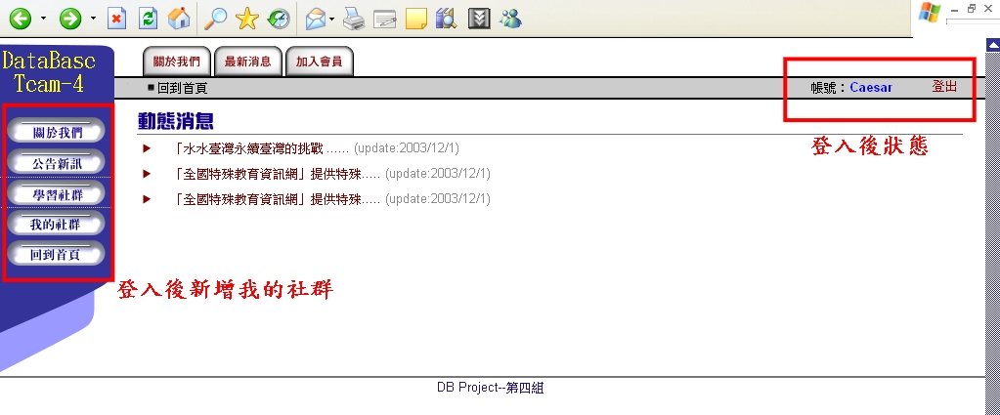 DataBase
Team-4
關於我們
最新消息
加入會員
■回到首頁
帳號：Caesar
登出
登入後狀態
關於我們
公告新訊
學習社群
我的社群
回到首頁
動態消息
「水水臺灣永續臺灣的挑戰 ...... (update:2003/12/1)
「全國特殊教育資訊網」提供特殊..... (update:2003/12/1)
「全國特殊教育資訊網」提供特殊..... (update:2003/12/1)
登入後新增我的社群
DB Project--第四組